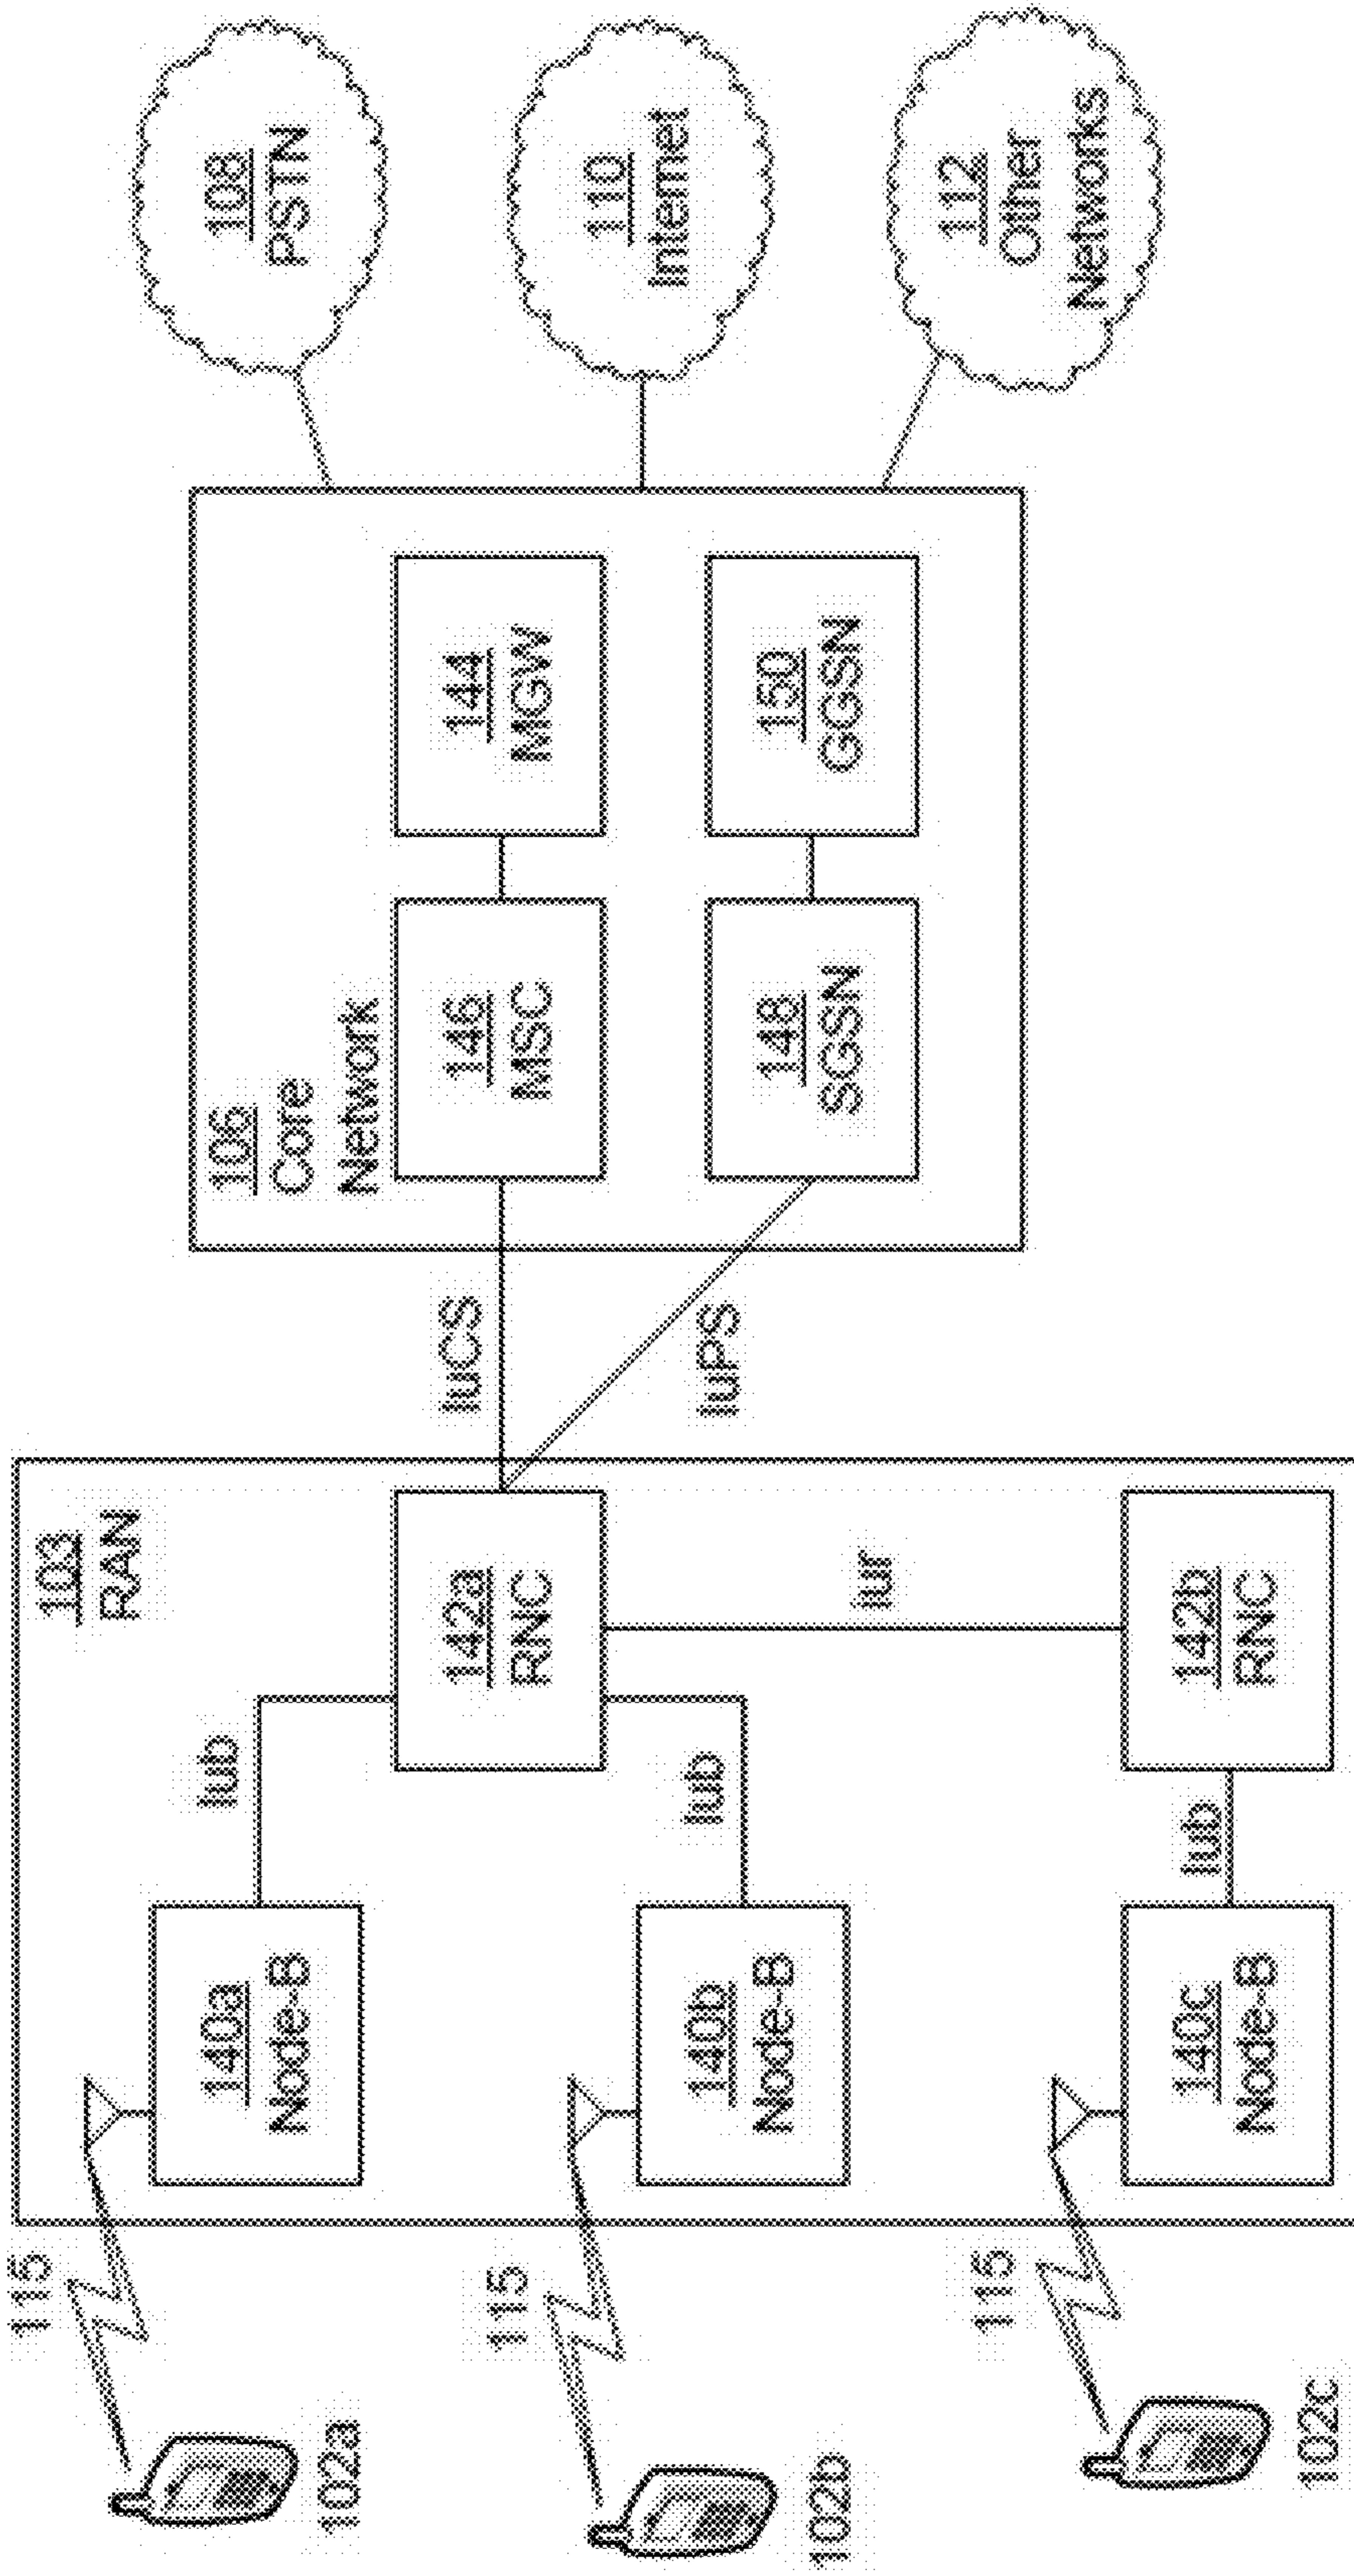 115
102a
140a
Node-B
Iub
103
RAN
115
102b
140b
Node-B
Iub
142a
RNC
115
102c
140c
Node-B
Iub
142b
RNC
Iur
IuCS
IuPS
106
Core
Network
146
MSC
144
MGW
148
SGSN
150
GGSN
108
PSTN
110
Internet
112
Other
Networks